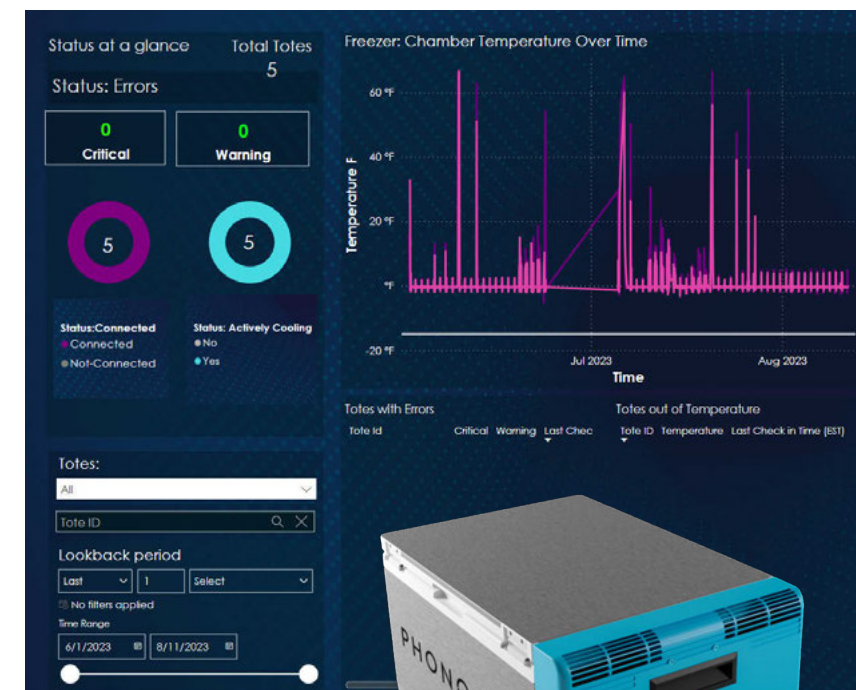 Status at a glance
Total Totes
5
Status: Errors
0
Critical
0
Warning
5
5
Status:Connected
Connected
Not-Connected
Status: Actively Cooling
No
Yes
Totes:
All
Tote ID
Lookback period
Last
1
Select
No filters applied
Time Range
6/1/2023
8/11/2023
Freezer: Chamber Temperature Over Time
Temperature F
60 °F
40 °F
20 °F
°F
-20 °F
Jul 2023
Aug 2023
Time
Totes with Errors
Tote Id Critical Warning Last Chec
Totes out of Temperature
Tote ID Temperature Last Check in Time (EST)
PHONO